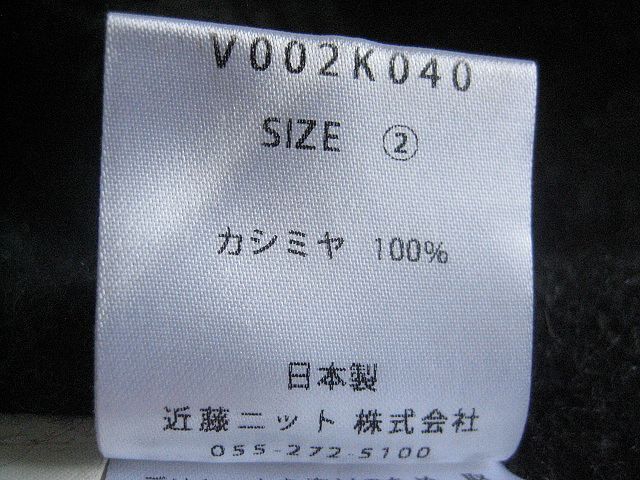 V002K040
SIZE ②
カシミヤ 100%
日本製
近藤ニット 株式会社
055-272-5100